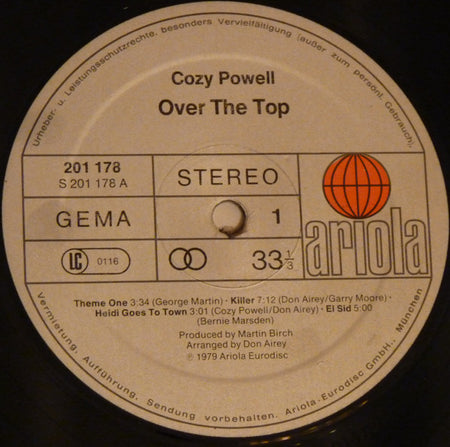 Urheber- u. Leistungsschutzrechte, besonders Vervielfältigung (außer zum persönl. Gebrauch),
Cozy Powell
Over The Top
201 178
S 201 178 A
STEREO
GEMA
1
LC 0116
33 1/3
ariola
Theme One 3:34 (George Martin) · Killer 7:12 (Don Airey/Garry Moore) ·
Heidi Goes To Town 3:01 (Cozy Powell/Don Airey) · El Sid 5:00
(Bernie Marsden)
Produced by Martin Birch
Arranged by Don Airey
℗ 1979 Ariola Eurodisc
Vermietung, Aufführung, Sendung vorbehalten. Ariola-Eurodisc GmbH., München